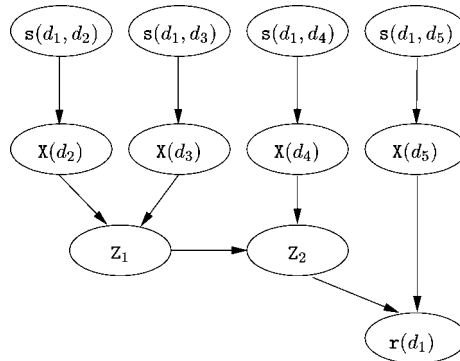 s(d₁, d₂) s(d₁, d₃) s(d₁, d₄) s(d₁, d₅)
X(d₂) X(d₃) X(d₄) X(d₅)
Z₁ Z₂
r(d₁)